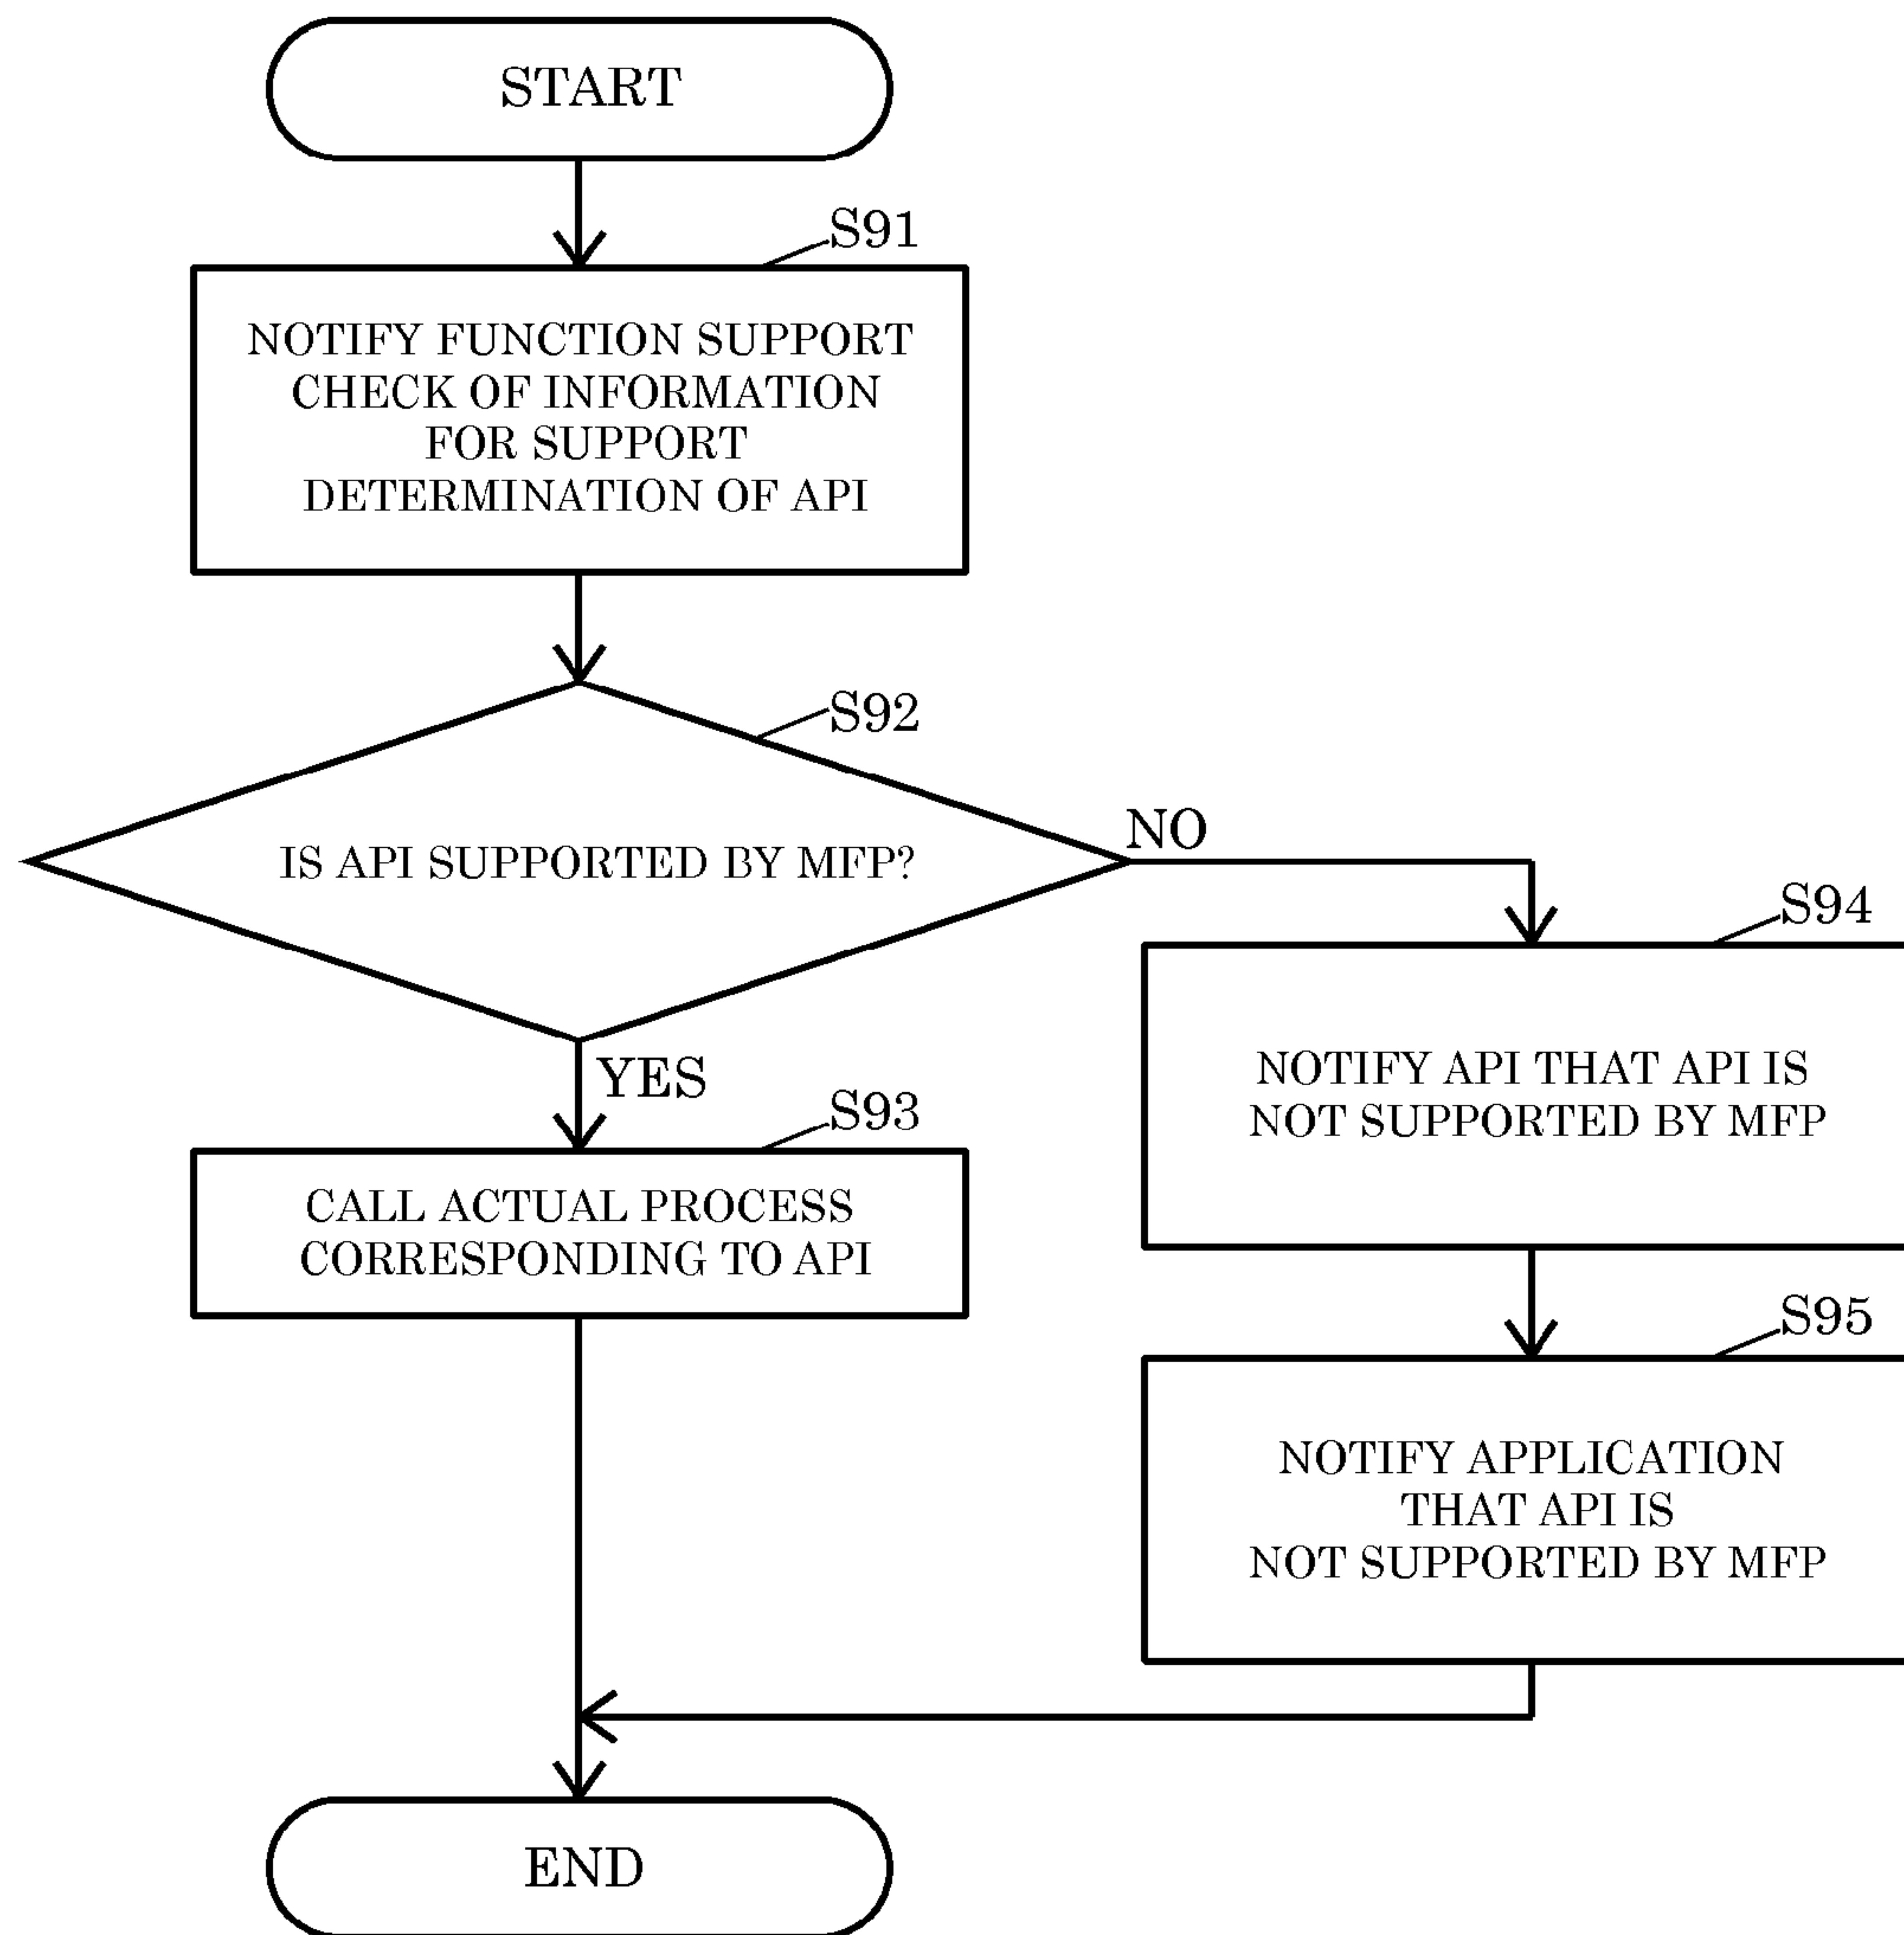 START
S91
NOTIFY FUNCTION SUPPORT
CHECK OF INFORMATION
FOR SUPPORT
DETERMINATION OF API
S92
IS API SUPPORTED BY MFP?
NO
YES
S93
CALL ACTUAL PROCESS
CORRESPONDING TO API
S94
NOTIFY API THAT API IS
NOT SUPPORTED BY MFP
S95
NOTIFY APPLICATION
THAT API IS
NOT SUPPORTED BY MFP
END